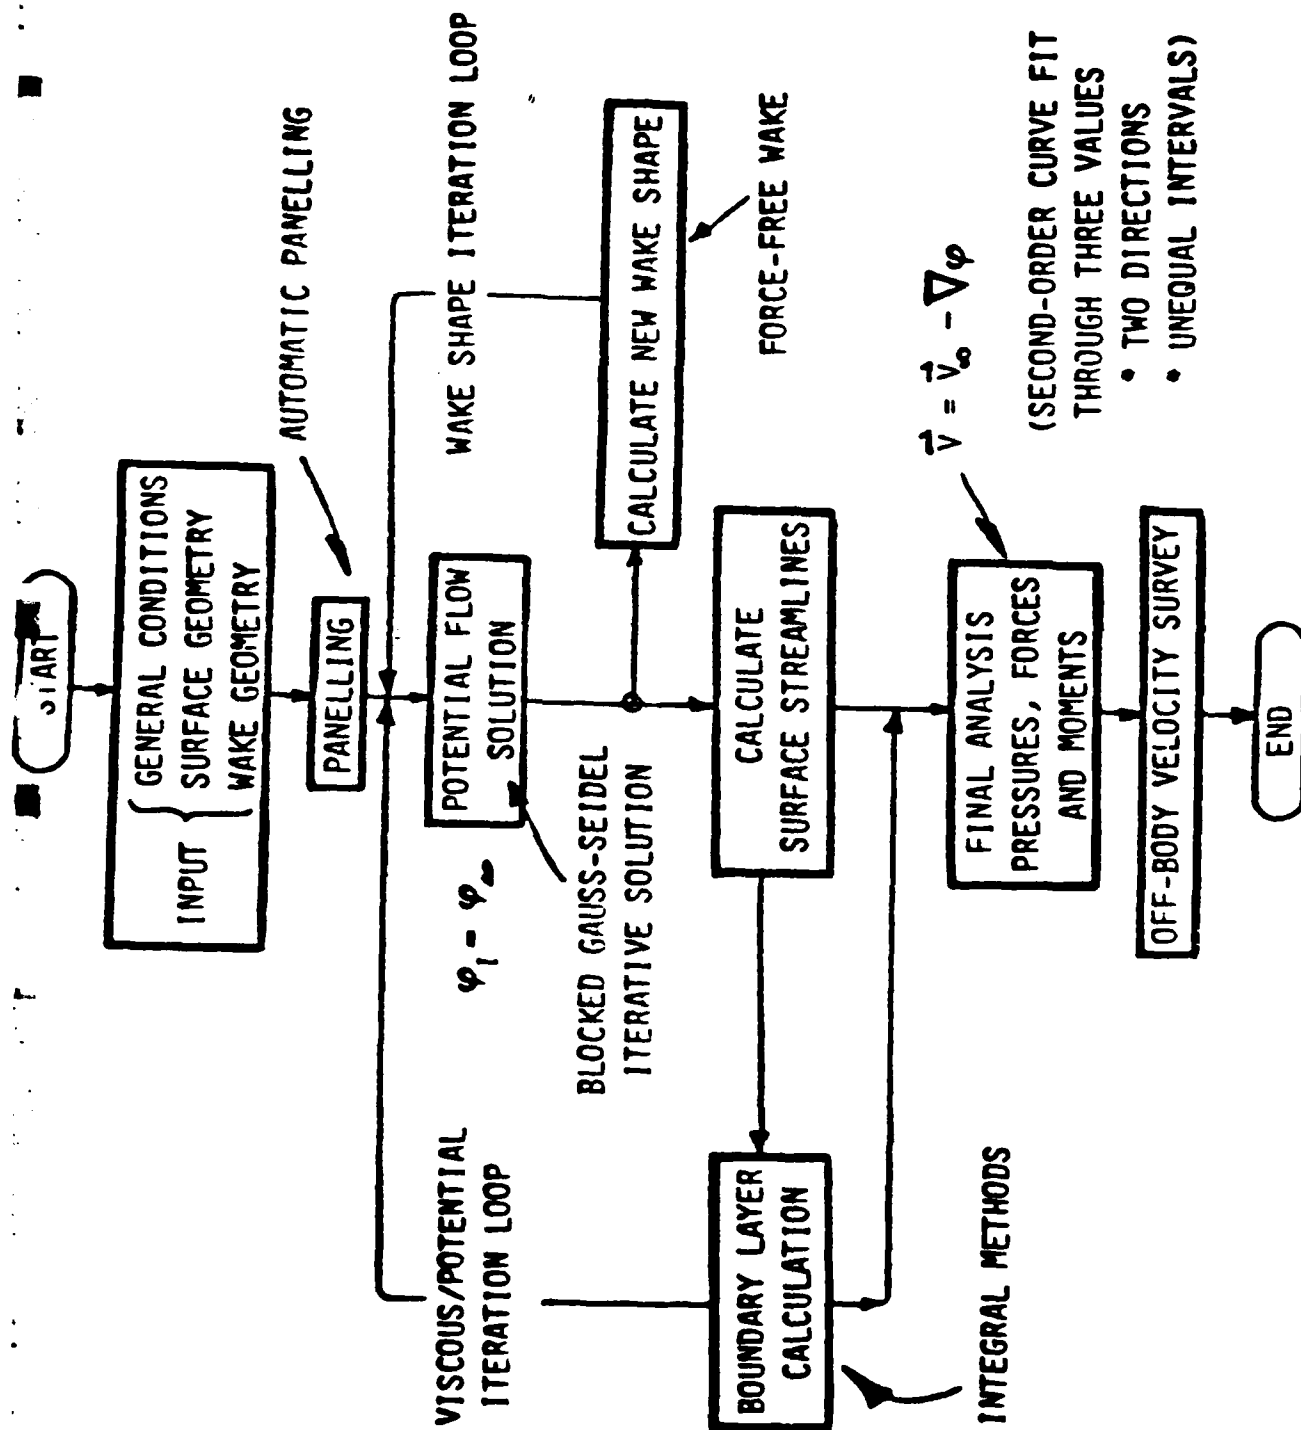 START
INPUT
GENERAL CONDITIONS
SURFACE GEOMETRY
WAKE GEOMETRY
AUTOMATIC PANELLING
PANELLING
VISCOUS/POTENTIAL
ITERATION LOOP
WAKE SHAPE ITERATION LOOP
φ₁ = φ∞
POTENTIAL FLOW
SOLUTION
BLOCKED GAUSS-SEIDEL
ITERATIVE SOLUTION
CALCULATE NEW WAKE SHAPE
FORCE-FREE WAKE
CALCULATE
SURFACE STREAMLINES
BOUNDARY LAYER
CALCULATION
INTEGRAL METHODS
FINAL ANALYSIS
PRESSURES, FORCES
AND MOMENTS
V⃗ = V⃗∞ - ∇φ
(SECOND-ORDER CURVE FIT
THROUGH THREE VALUES
• TWO DIRECTIONS
• UNEQUAL INTERVALS)
OFF-BODY VELOCITY SURVEY
END